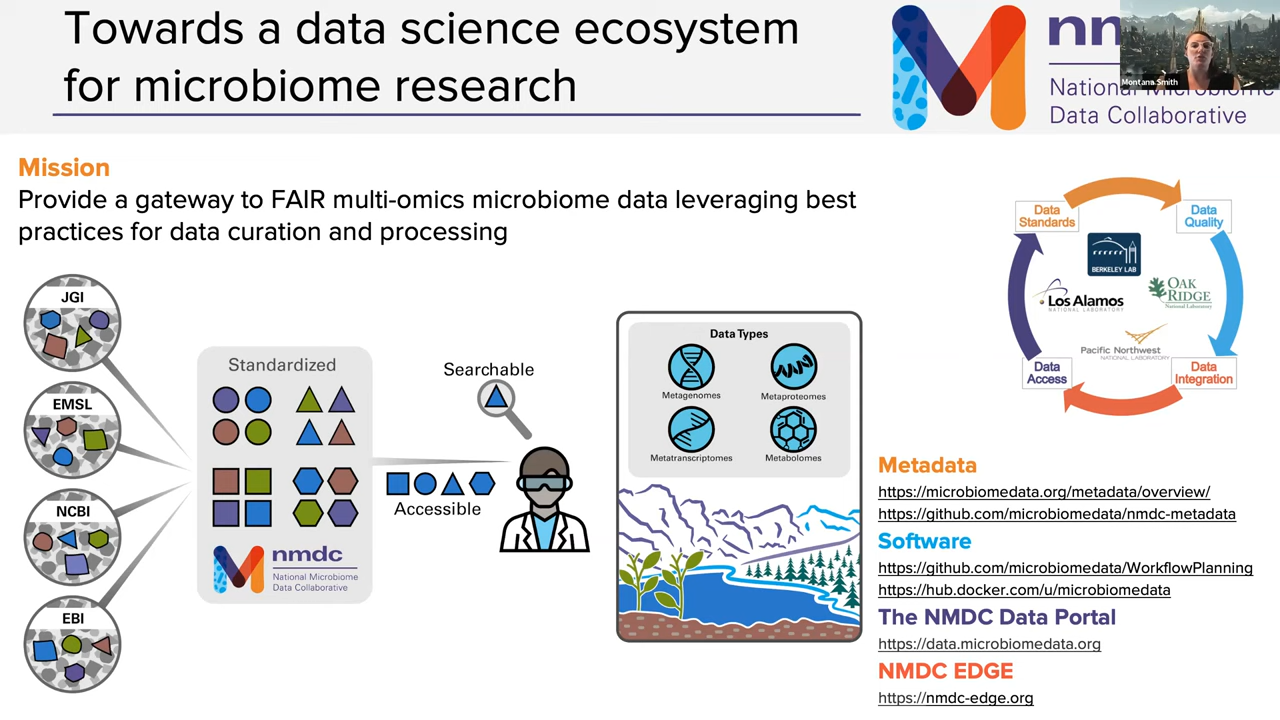 Towards a data science ecosystem
for microbiome research
nm
National Microbiome
Data Collaborative
Montana Smith
Mission
Provide a gateway to FAIR multi-omics microbiome data leveraging best
practices for data curation and processing
JGI
EMSL
NCBI
EBI
Standardized
nmdc
National Microbiome
Data Collaborative
Searchable
Accessible
Data Types
Metagenomes
Metaproteomes
Metatranscriptomes
Metabolomes
Data
Standards
Data
Quality
BERKELEY LAB
Los Alamos
NATIONAL LABORATORY
OAK
RIDGE
National Laboratory
Pacific Northwest
NATIONAL LABORATORY
Data
Access
Data
Integration
Metadata
https://microbiomedata.org/metadata/overview/
https://github.com/microbiomedata/nmdc-metadata
Software
https://github.com/microbiomedata/WorkflowPlanning
https://hub.docker.com/u/microbiomedata
The NMDC Data Portal
https://data.microbiomedata.org
NMDC EDGE
https://nmdc-edge.org